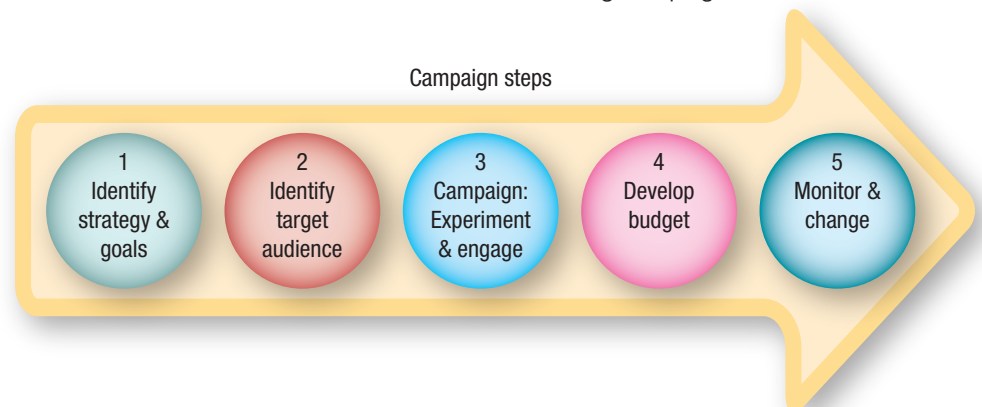 Campaign steps
1
Identify
strategy &
goals
2
Identify
target
audience
3
Campaign:
Experiment
& engage
4
Develop
budget
5
Monitor &
change